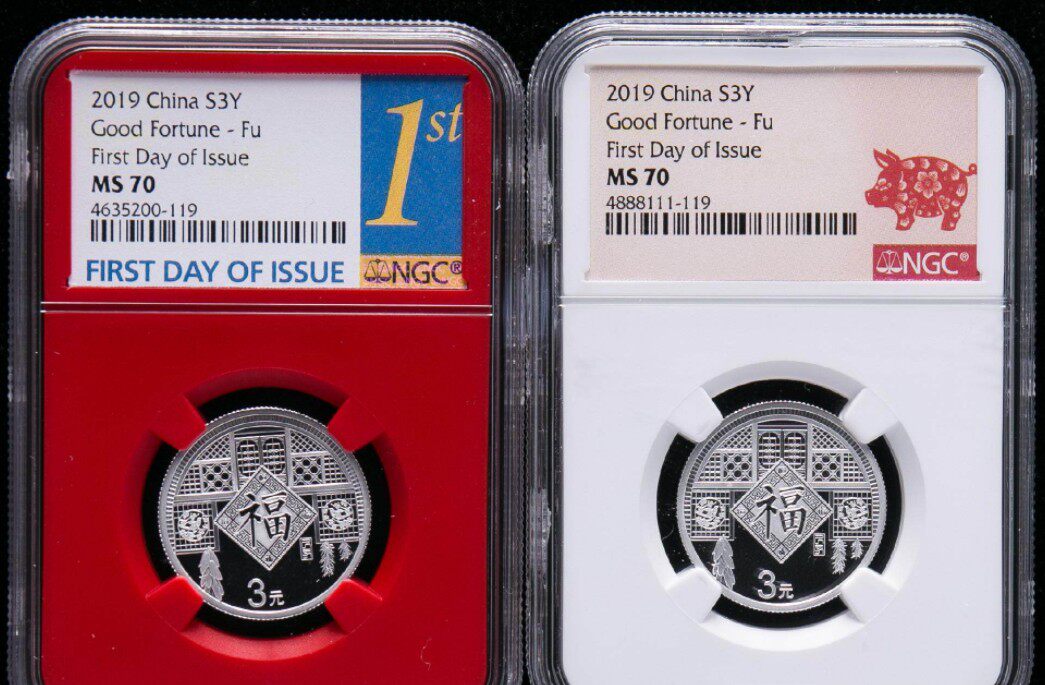 2019 China S3Y
Good Fortune - Fu
First Day of Issue
MS 70
4635200-119
1st
FIRST DAY OF ISSUE
NGC®
福
3元
2019 China S3Y
Good Fortune - Fu
First Day of Issue
MS 70
4888111-119
NGC®
福
3元